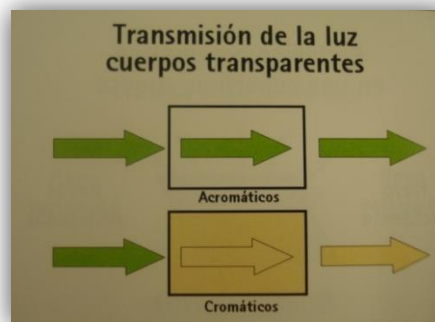 Transmisión de la luz
cuerpos transparentes
Acromáticos
Cromáticos